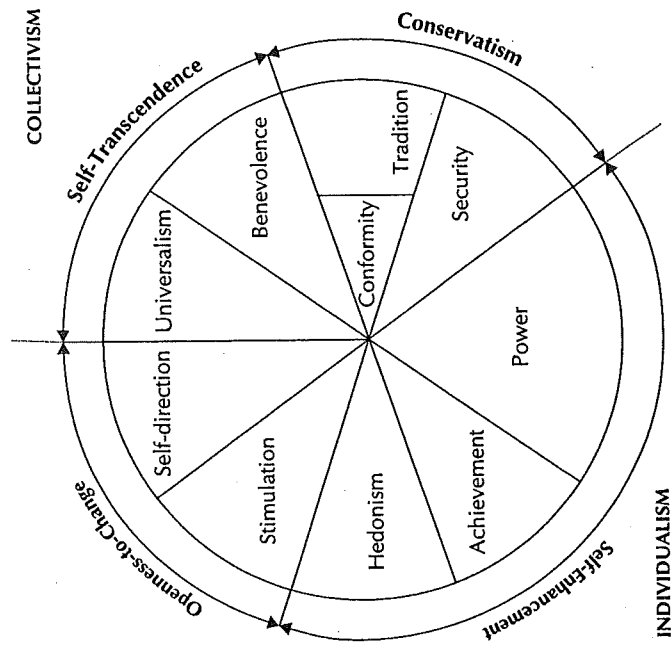 COLLECTIVISM
Self-Transcendence
Conservatism
Openness-to-Change
Self-Enhancement
Universalism
Benevolence
Self-direction
Stimulation
Conformity
Tradition
Security
Hedonism
Achievement
Power
INDIVIDUALISM